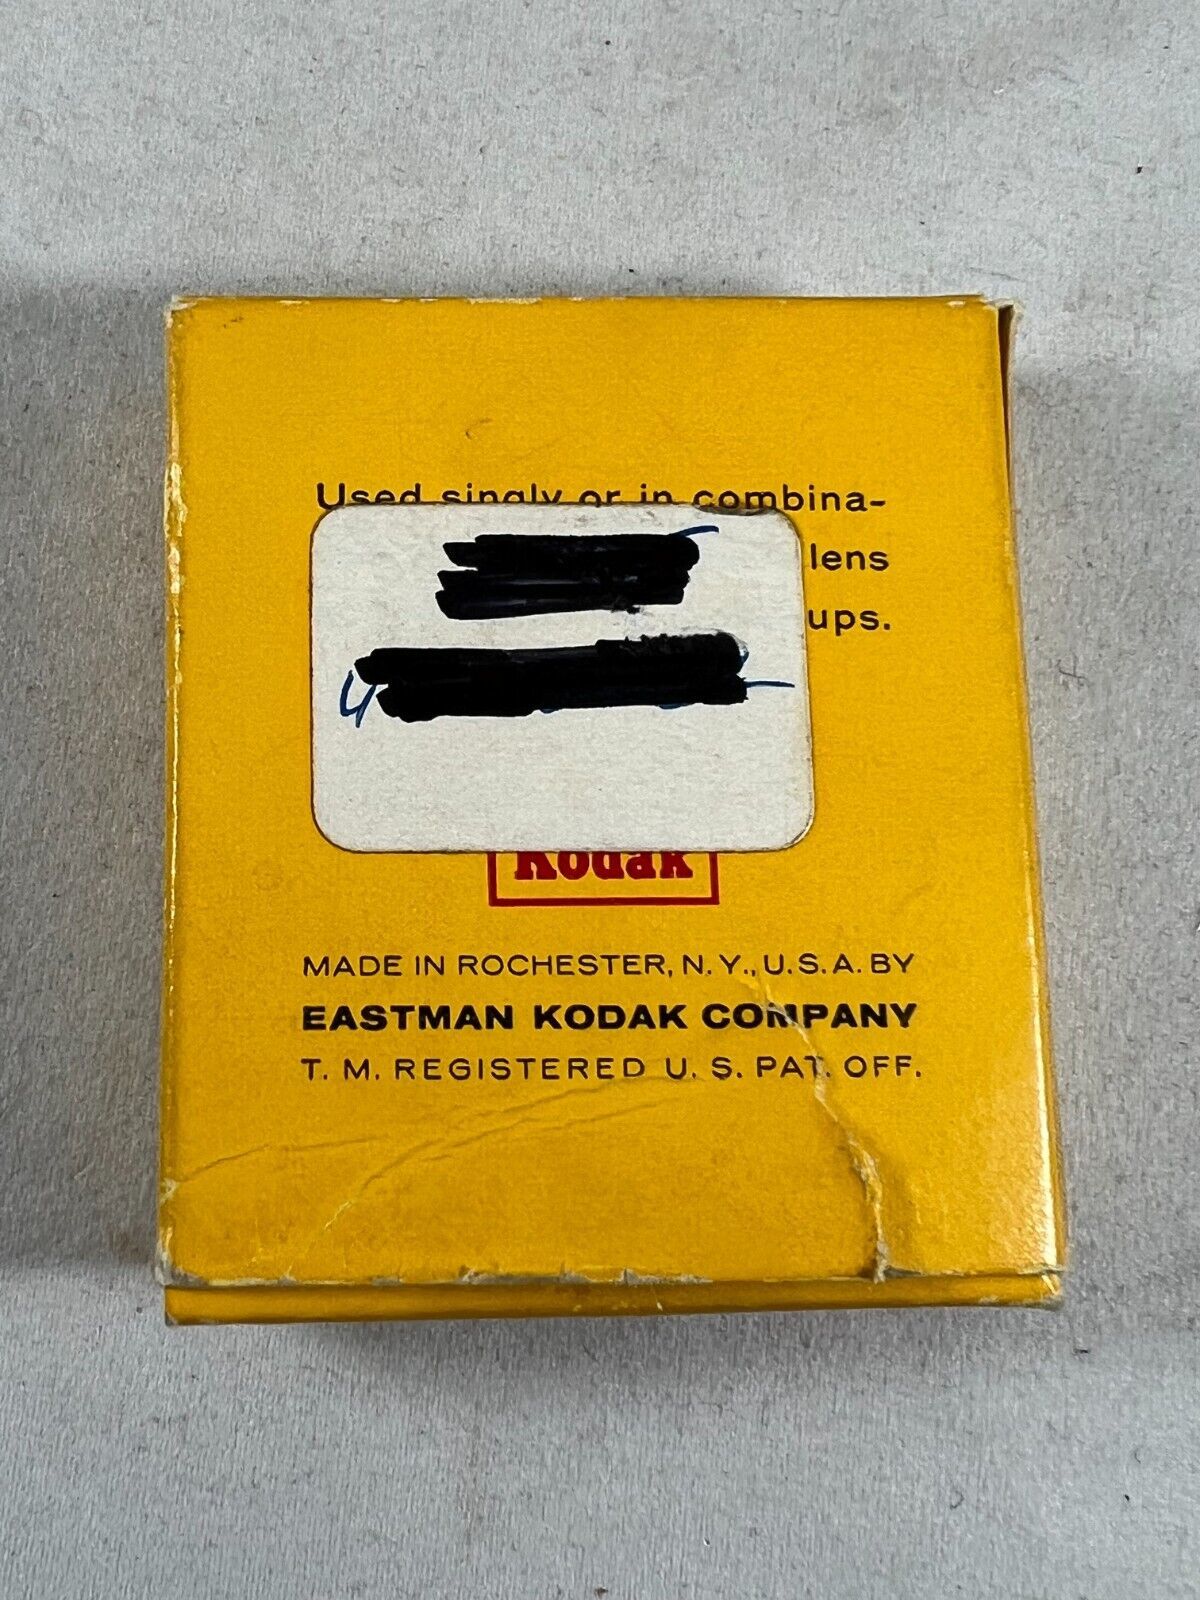 Used singly or in combina-
lens
ups.
Kodak
MADE IN ROCHESTER, N. Y., U. S. A. BY
EASTMAN KODAK COMPANY
T. M. REGISTERED U. S. PAT. OFF.